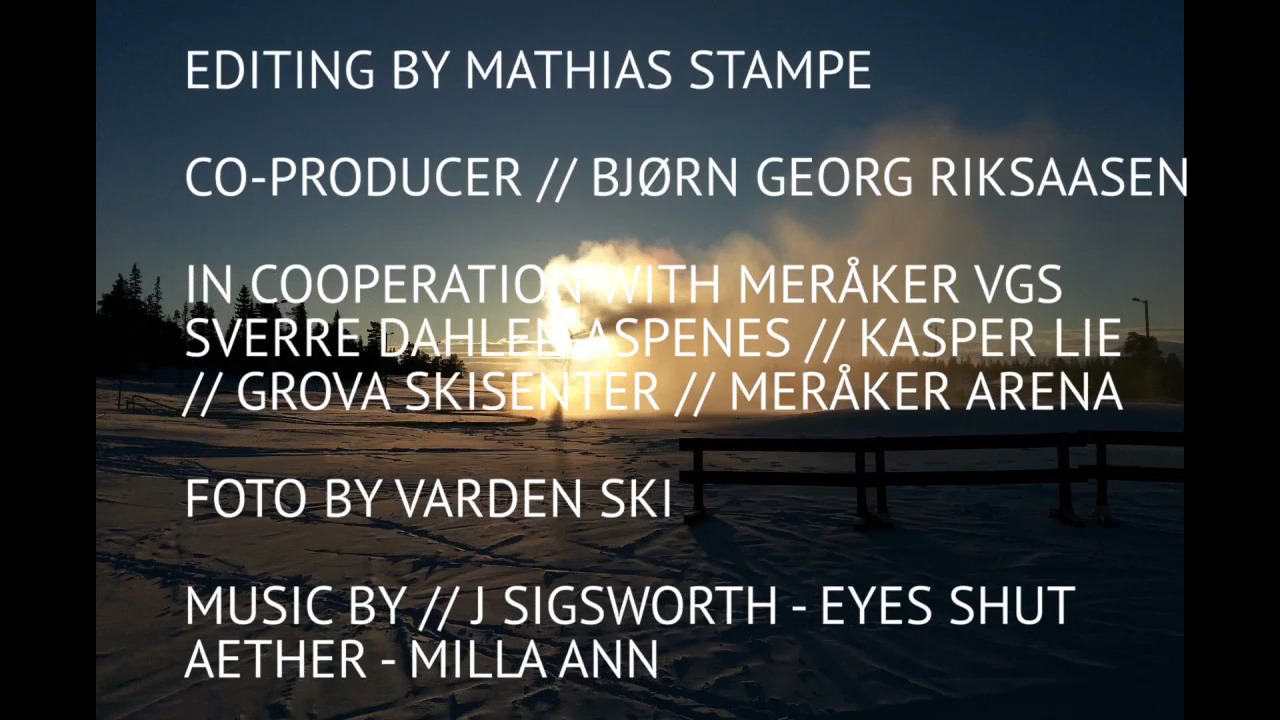 EDITING BY MATHIAS STAMPE
CO-PRODUCER // BJØRN GEORG RIKSAASEN
IN COOPERATION WITH MERÅKER VGS
SVERRE DAHLEN ASPENES // KASPER LIE
// GROVA SKISENTER // MERÅKER ARENA
FOTO BY VARDEN SKI
MUSIC BY // J SIGSWORTH - EYES SHUT
AETHER - MILLA ANN